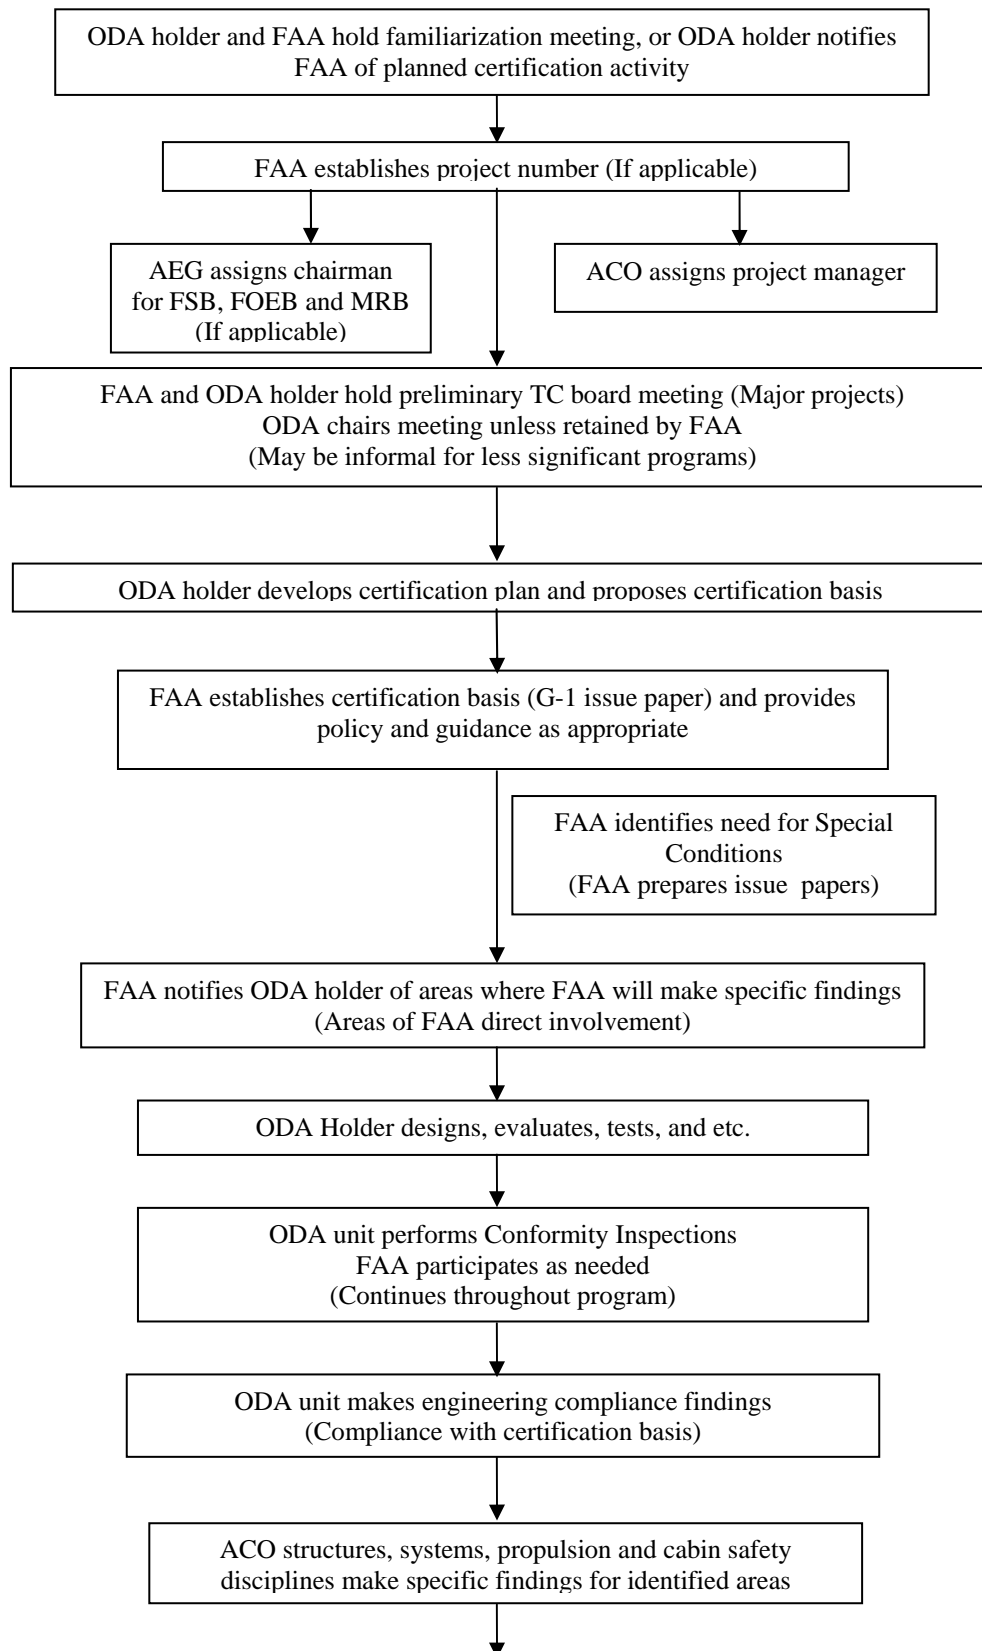 ODA holder and FAA hold familiarization meeting, or ODA holder notifies
FAA of planned certification activity
FAA establishes project number (If applicable)
AEG assigns chairman
for FSB, FOEB and MRB
(If applicable)
ACO assigns project manager
FAA and ODA holder hold preliminary TC board meeting (Major projects)
ODA chairs meeting unless retained by FAA
(May be informal for less significant programs)
ODA holder develops certification plan and proposes certification basis
FAA establishes certification basis (G-1 issue paper) and provides
policy and guidance as appropriate
FAA identifies need for Special
Conditions
(FAA prepares issue papers)
FAA notifies ODA holder of areas where FAA will make specific findings
(Areas of FAA direct involvement)
ODA Holder designs, evaluates, tests, and etc.
ODA unit performs Conformity Inspections
FAA participates as needed
(Continues throughout program)
ODA unit makes engineering compliance findings
(Compliance with certification basis)
ACO structures, systems, propulsion and cabin safety
disciplines make specific findings for identified areas